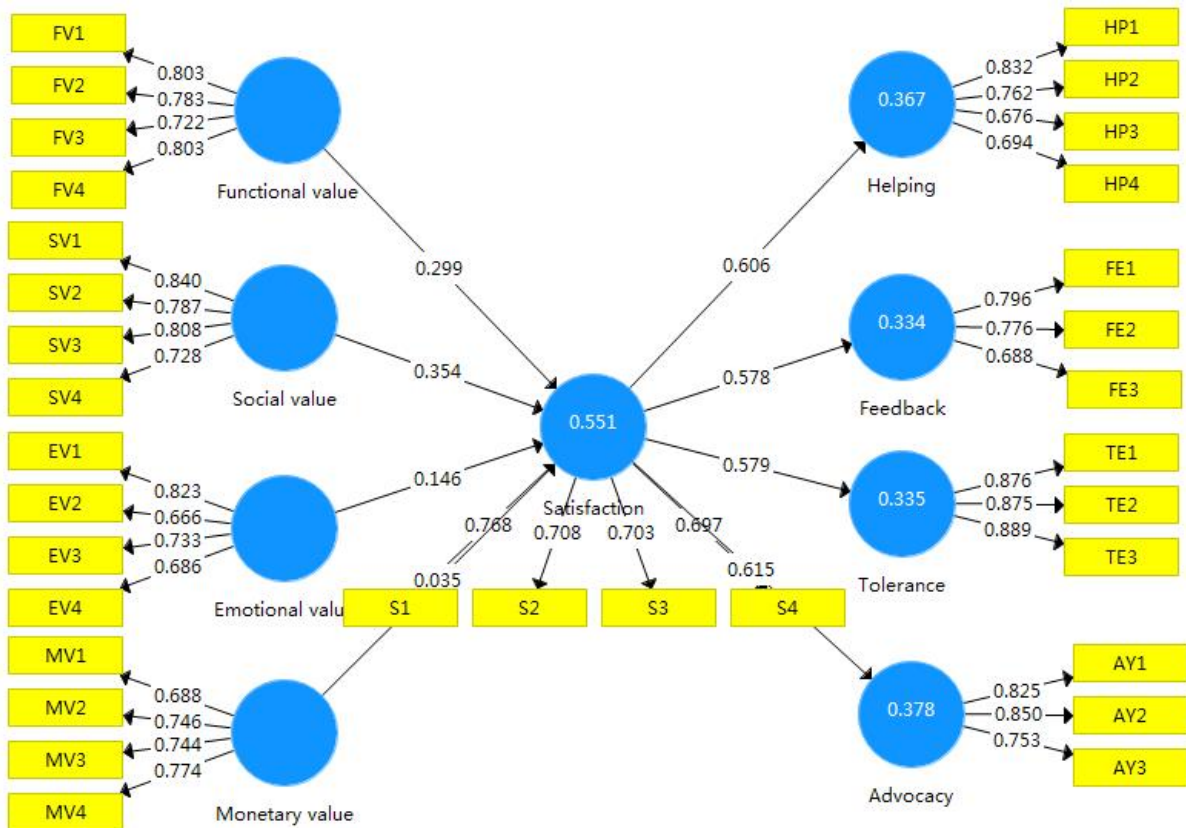 FV1
0.803
FV2
0.783
0.722
FV3
0.803
FV4
Functional value
SV1
0.840
SV2
0.787
0.808
SV3
0.728
SV4
Social value
EV1
0.823
EV2
0.666
0.733
EV3
0.686
EV4
Emotional valu
MV1
0.688
MV2
0.746
0.744
MV3
0.774
MV4
Monetary value
0.299
0.354
0.146
0.035
0.551
Satisfaction
0.768
0.708
0.703
0.697
S1
S2
S3
S4
0.606
0.578
0.579
0.615
0.367
Helping
0.832
0.762
0.676
0.694
HP1
HP2
HP3
HP4
0.334
Feedback
0.796
0.776
0.688
FE1
FE2
FE3
0.335
Tolerance
0.876
0.875
0.889
TE1
TE2
TE3
0.378
Advocacy
0.825
0.850
0.753
AY1
AY2
AY3